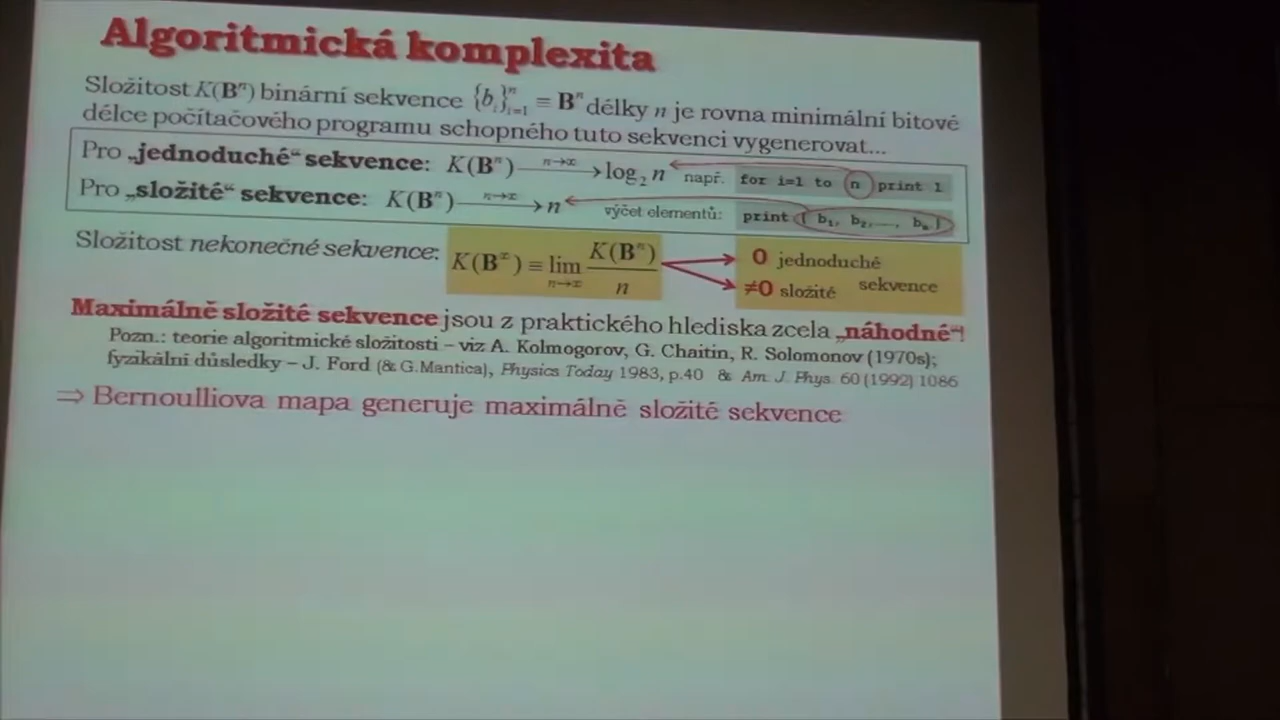 Algoritmická komplexita
Složitost K(Bⁿ) binární sekvence {bᵢ}ⁿᵢ₌₁ ≡ Bⁿ délky n je rovna minimální bitové
délce počítačového programu schopného tuto sekvenci vygenerovat...
Pro „jednoduché“ sekvence: K(Bⁿ) —n→∞→ log₂ n např. for i=1 to n print 1
Pro „složité“ sekvence: K(Bⁿ) —n→∞→ n výčet elementů: print { b₁, b₂,..., bₙ }
Složitost nekonečné sekvence: K(B^∞) ≡ lim n→∞ K(Bⁿ)/n
0 jednoduché
≠0 složité sekvence
Maximálně složité sekvence jsou z praktického hlediska zcela „náhodné“!
Pozn.: teorie algoritmické složitosti – viz A. Kolmogorov, G. Chaitin, R. Solomonov (1970s);
fyzikální důsledky – J. Ford (& G.Mantica), Physics Today 1983, p.40 & Am. J. Phys. 60 (1992) 1086
⇒ Bernoulliova mapa generuje maximálně složité sekvence